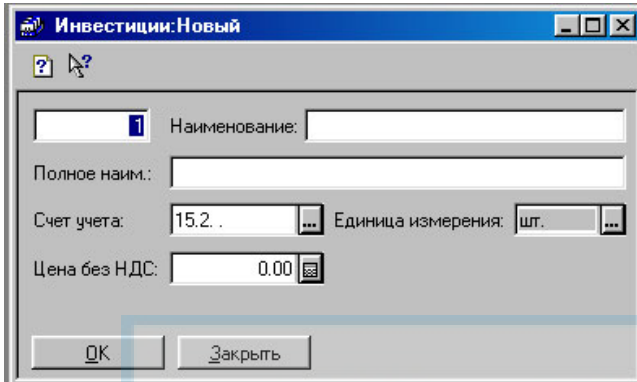 Инвестиции:Новый
1 Наименование:
Полное наим.:
Счет учета: 15.2. . ... Единица измерения: шт. ...
Цена без НДС: 0.00
OK Закрыть